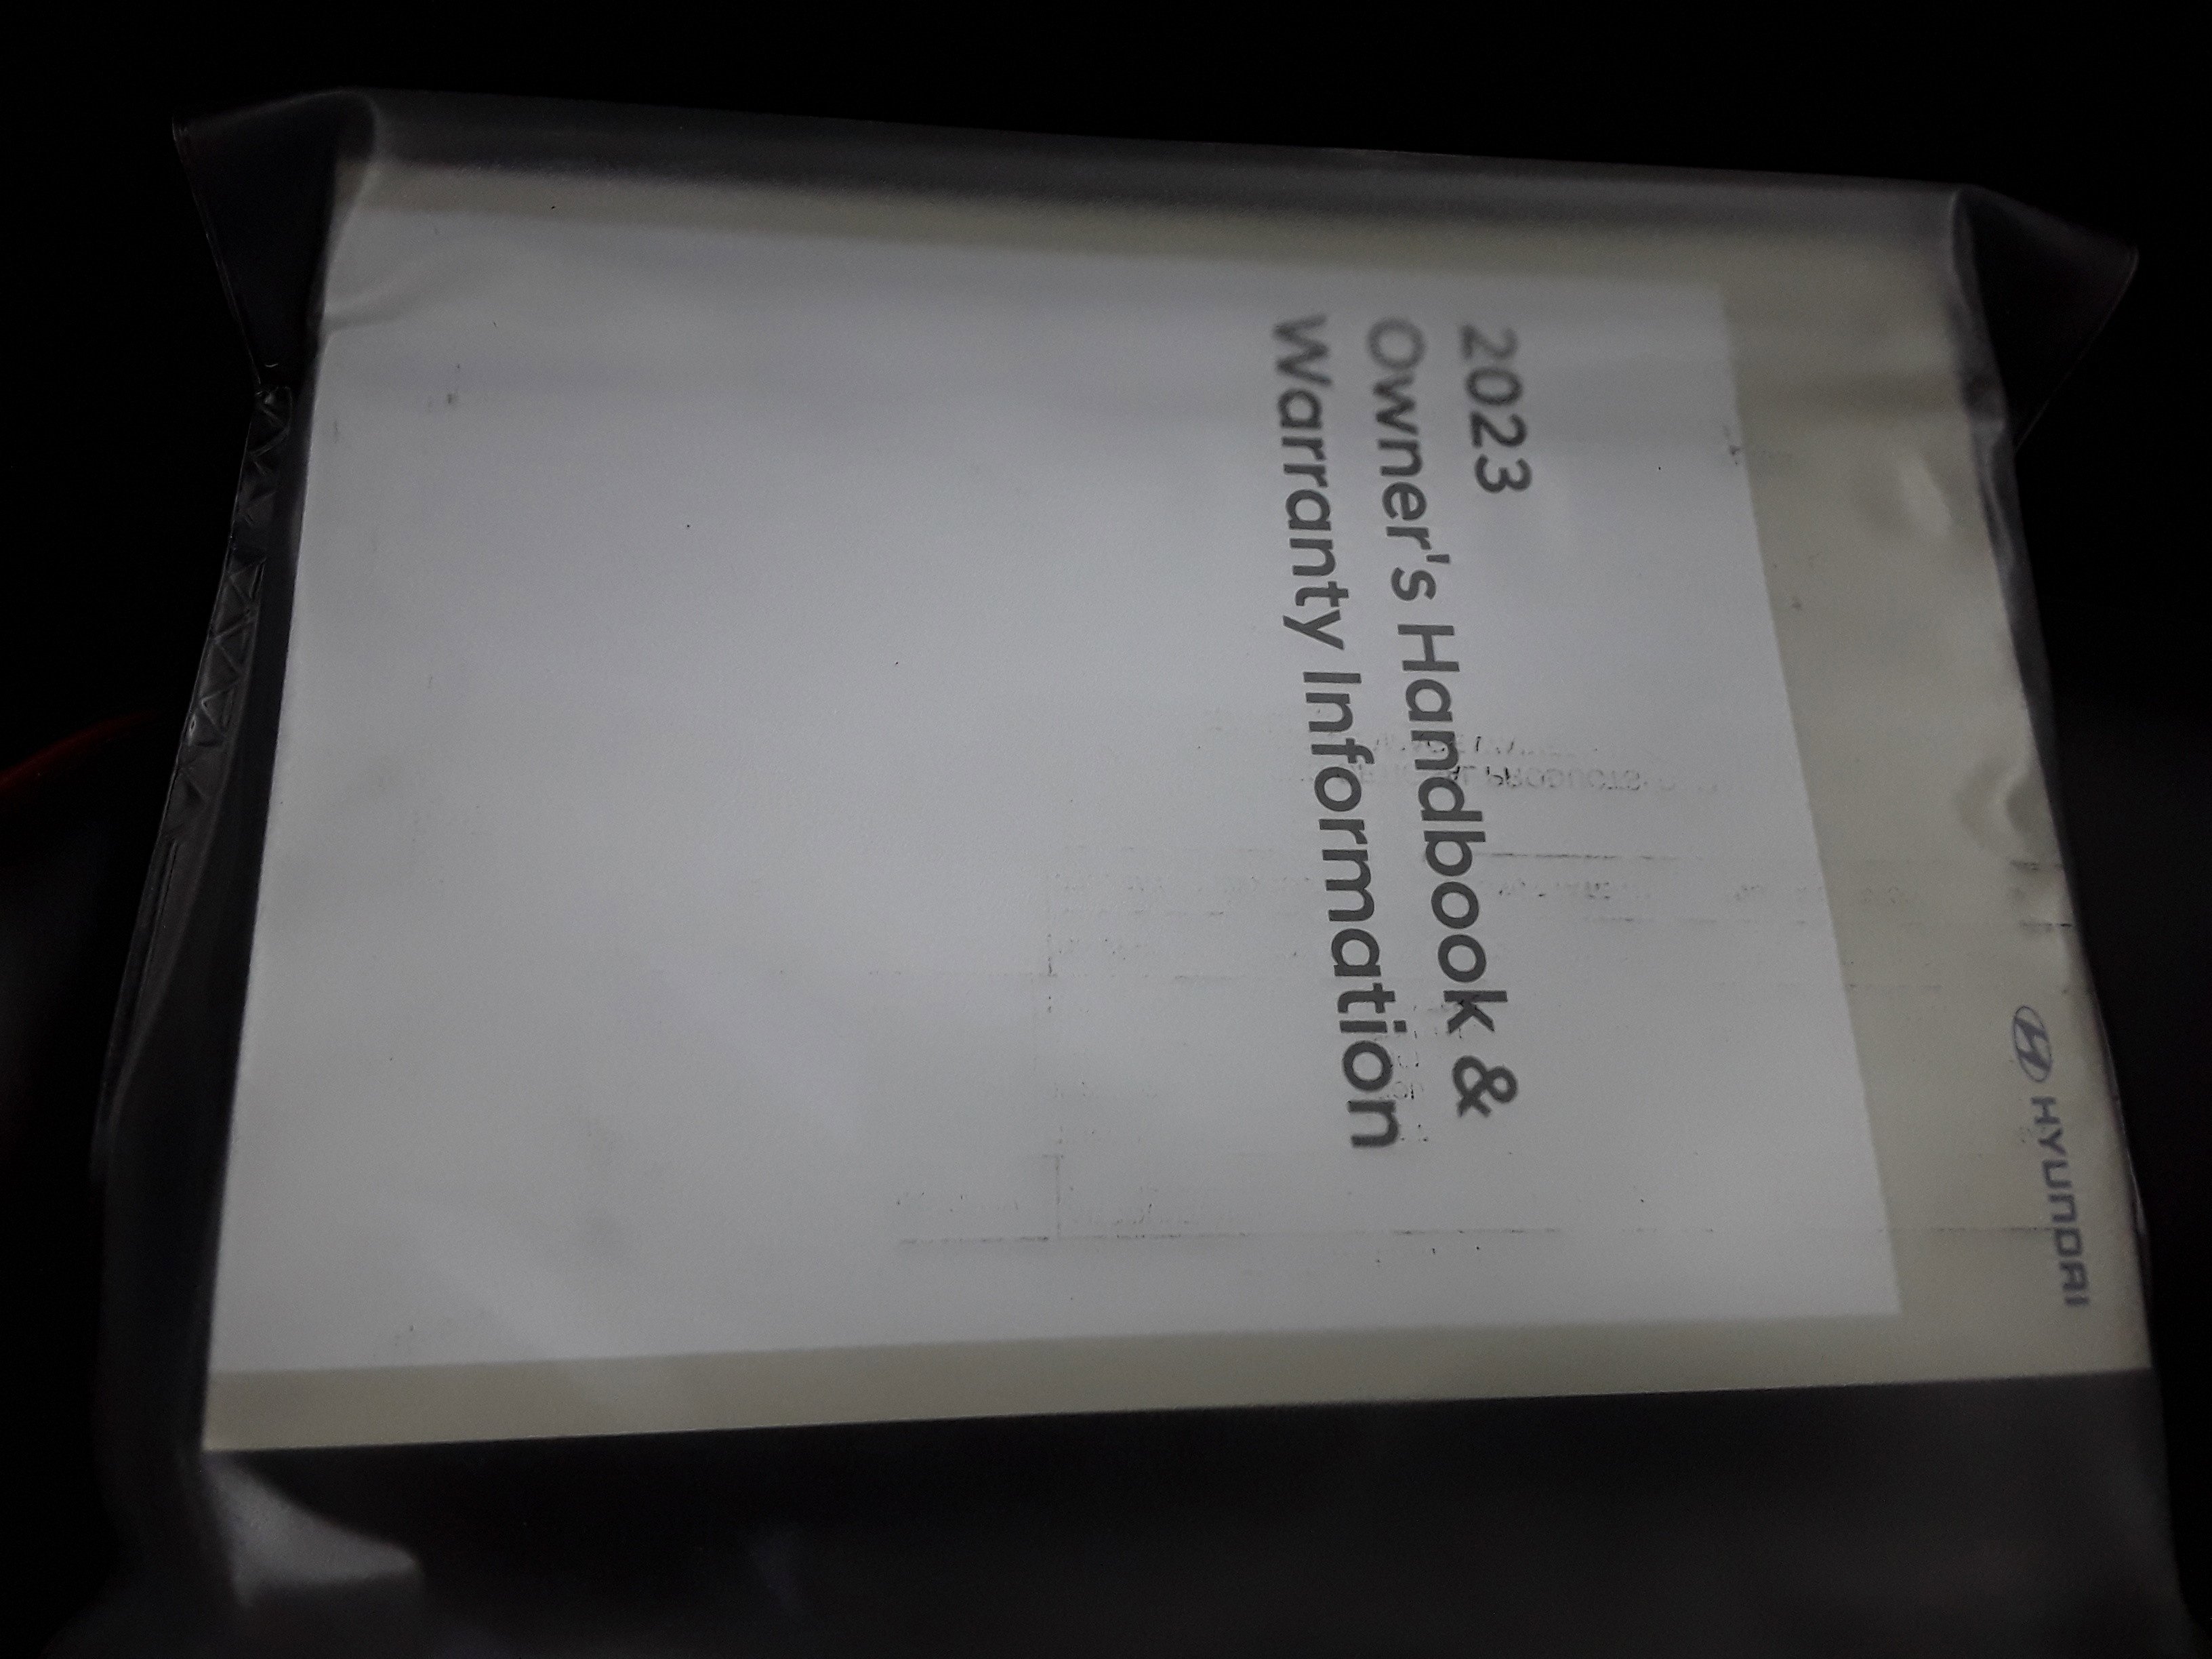 2023
Owner's Handbook &
Warranty Information
HYUNDAI